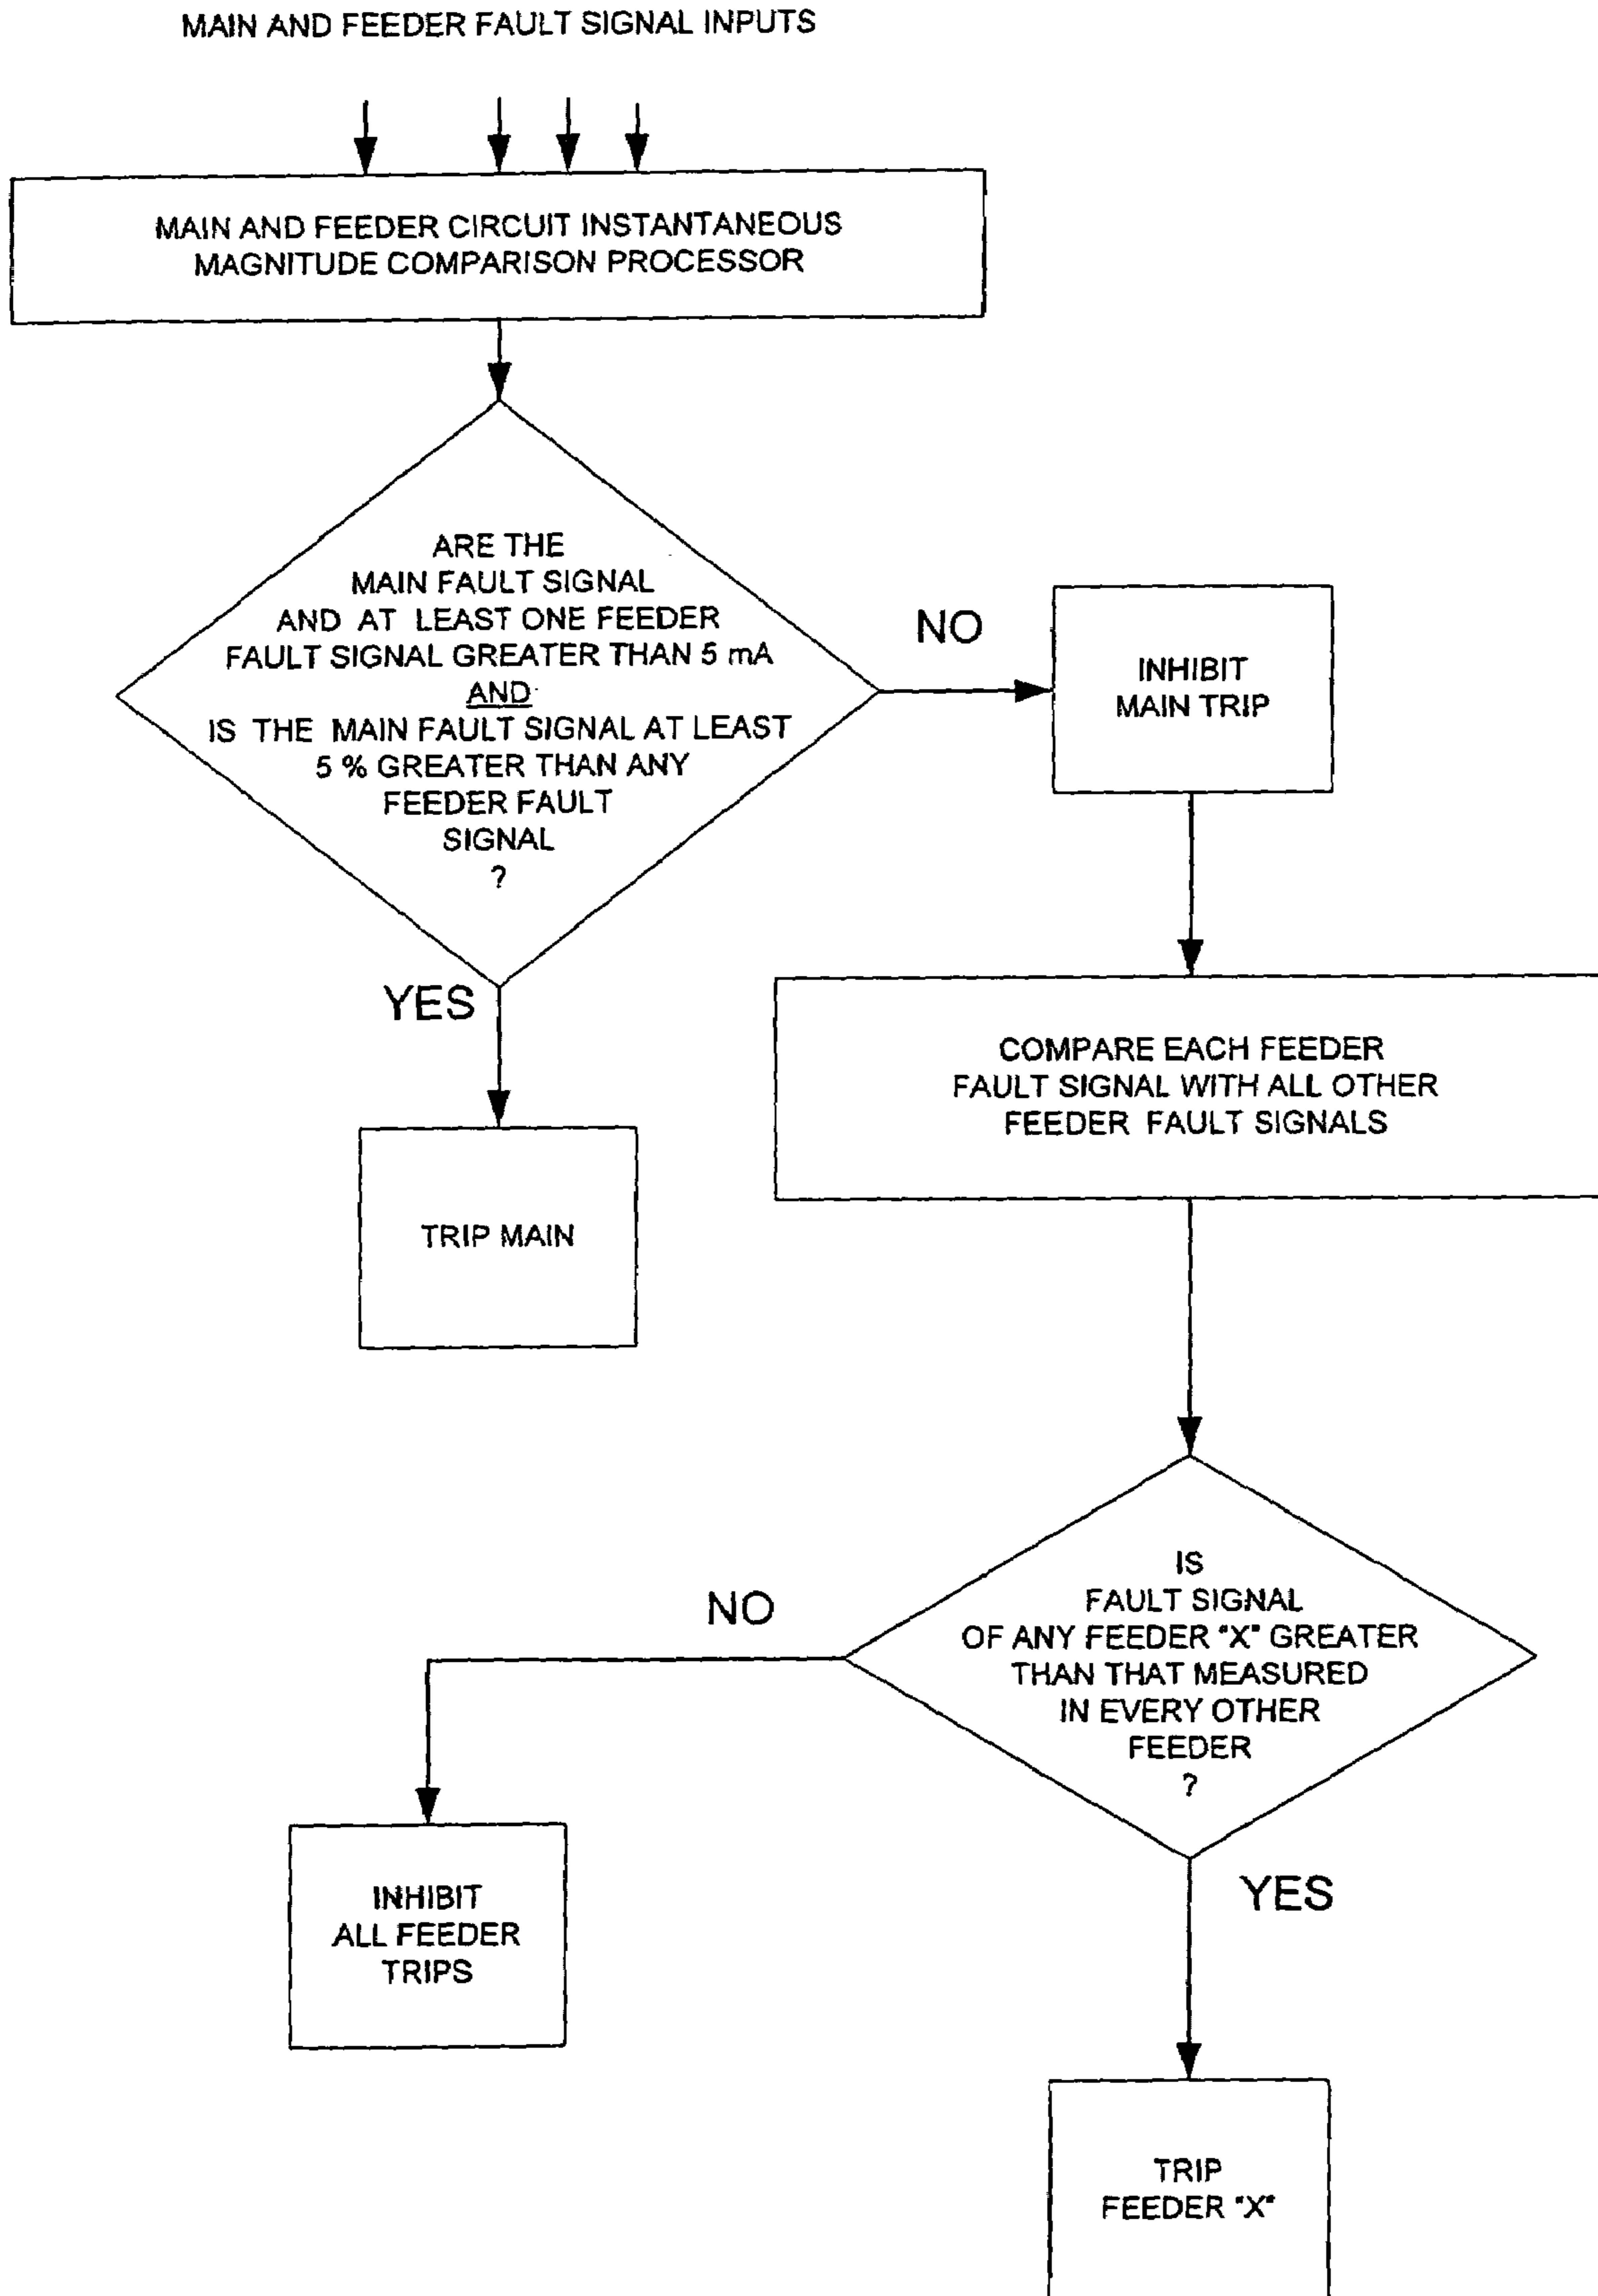 MAIN AND FEEDER FAULT SIGNAL INPUTS
MAIN AND FEEDER CIRCUIT INSTANTANEOUS
MAGNITUDE COMPARISON PROCESSOR
ARE THE
MAIN FAULT SIGNAL
AND AT LEAST ONE FEEDER
FAULT SIGNAL GREATER THAN 5 mA
AND
IS THE MAIN FAULT SIGNAL AT LEAST
5 % GREATER THAN ANY
FEEDER FAULT
SIGNAL
?
NO
INHIBIT
MAIN TRIP
YES
TRIP MAIN
COMPARE EACH FEEDER
FAULT SIGNAL WITH ALL OTHER
FEEDER FAULT SIGNALS
IS
FAULT SIGNAL
OF ANY FEEDER "X" GREATER
THAN THAT MEASURED
IN EVERY OTHER
FEEDER
?
NO
INHIBIT
ALL FEEDER
TRIPS
YES
TRIP
FEEDER "X"